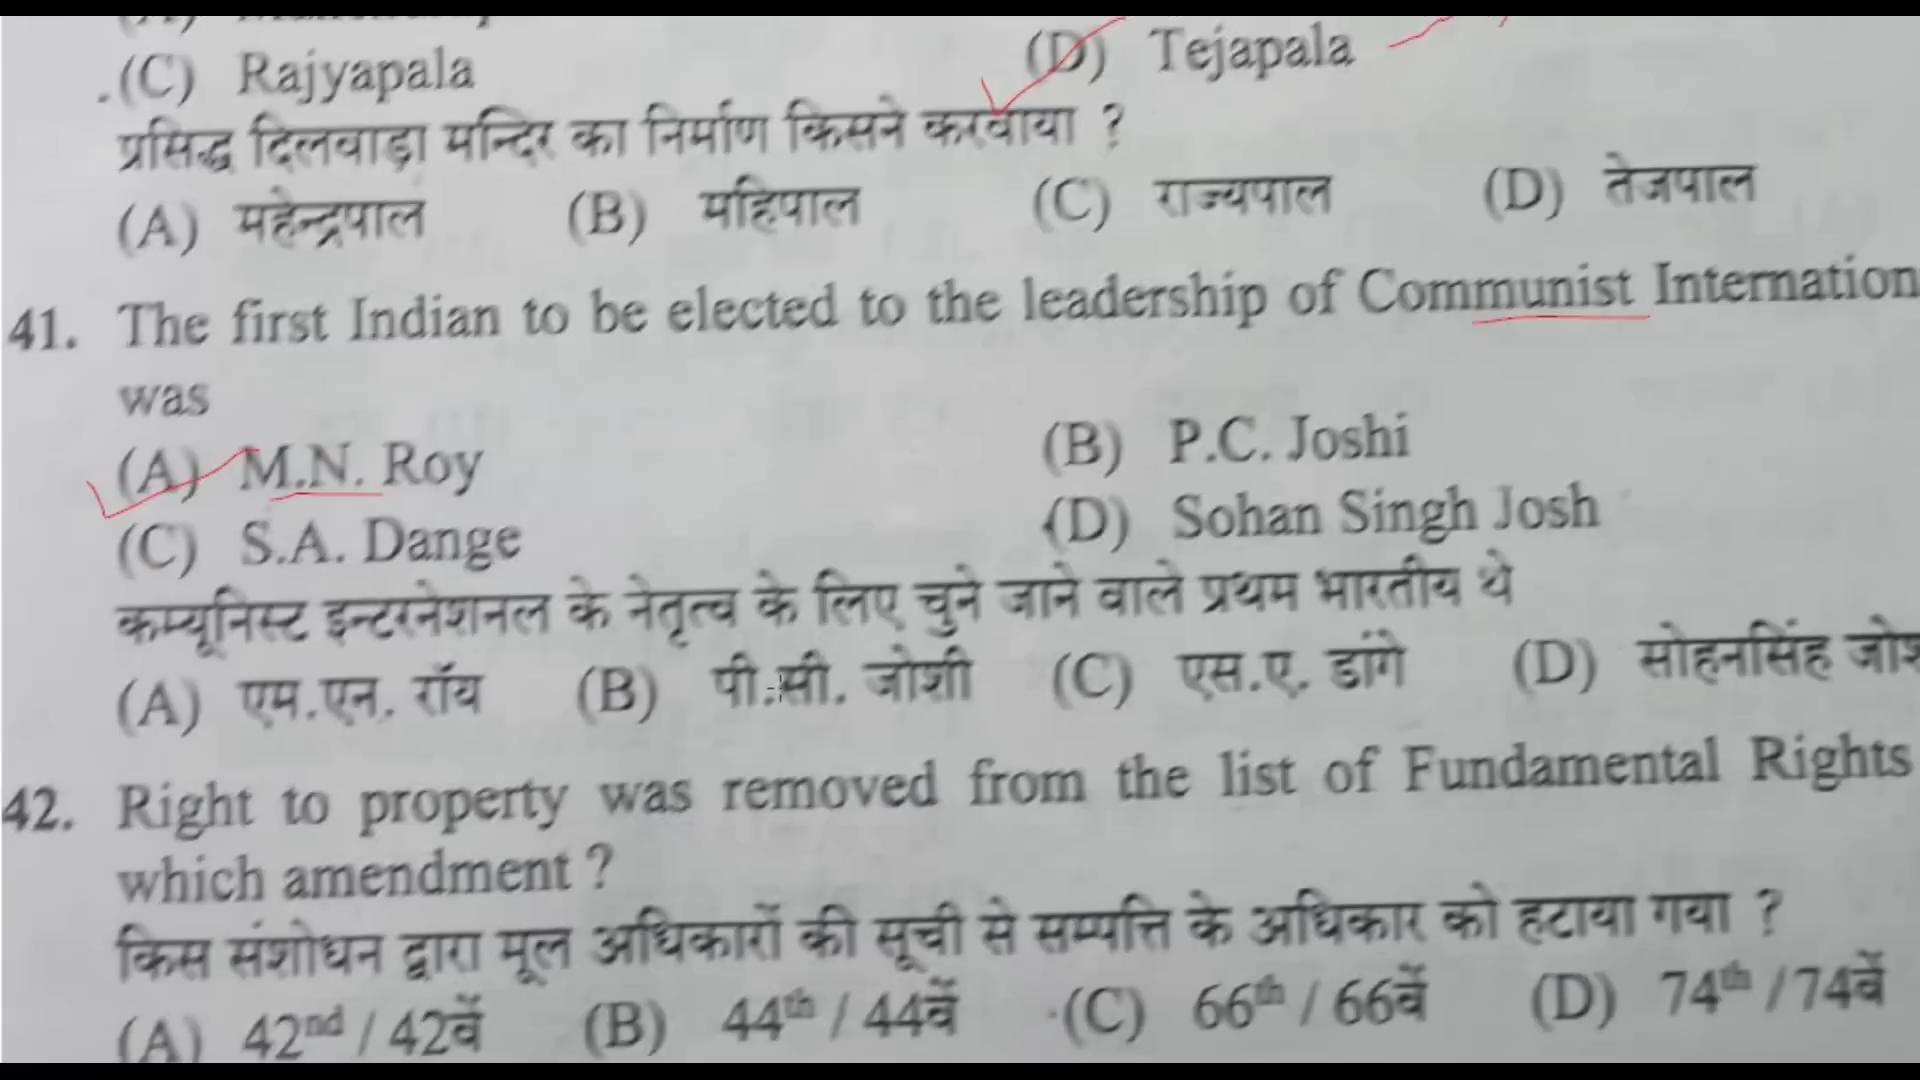 (C) Rajyapala (D) Tejapala
प्रसिद्ध दिलवाड़ा मन्दिर का निर्माण किसने करवाया ?
(A) महेन्द्रपाल (B) महिपाल (C) राज्यपाल (D) तेजपाल
41. The first Indian to be elected to the leadership of Communist Internation
was
(A) M.N. Roy (B) P.C. Joshi
(C) S.A. Dange (D) Sohan Singh Josh
कम्यूनिस्ट इन्टरनेशनल के नेतृत्व के लिए चुने जाने वाले प्रथम भारतीय थे
(A) एम.एन. रॉय (B) पी.सी. जोशी (C) एस.ए. डांगे (D) सोहनसिंह जोश
42. Right to property was removed from the list of Fundamental Rights
which amendment ?
किस संशोधन द्वारा मूल अधिकारों की सूची से सम्पत्ति के अधिकार को हटाया गया ?
(A) 42nd / 42वें (B) 44th / 44वें (C) 66th / 66वें (D) 74th / 74वें